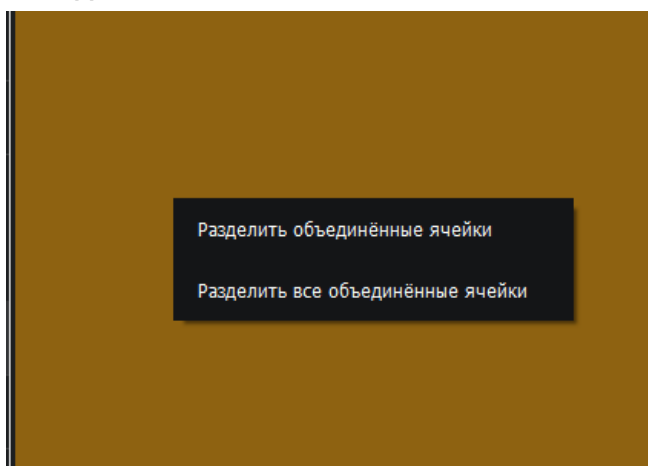 Разделить объединённые ячейки
Разделить все объединённые ячейки